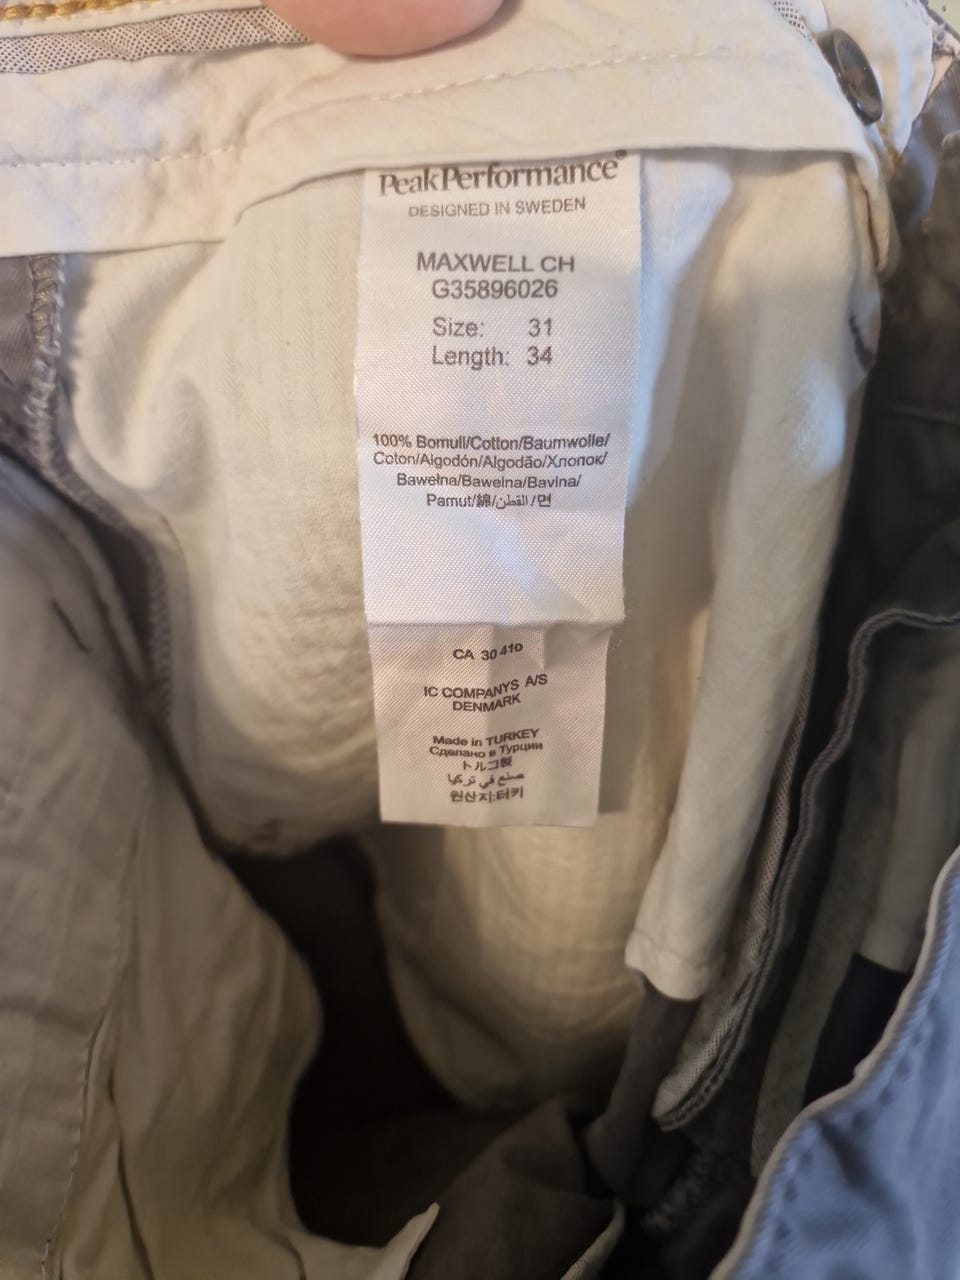 PeakPerformance®
DESIGNED IN SWEDEN
MAXWELL CH
G35896026
Size: 31
Length: 34
100% Bomull/Cotton/Baumwolle/
Coton/Algodón/Algodão/Хлопок/
Bawełna/Bawełna/Bavlna/
Pamut/綿/القطن/면
CA 30410
IC COMPANYS A/S
DENMARK
Made in TURKEY
Сделано в Турции
トルコ製
صنع في تركيا
원산지:터키